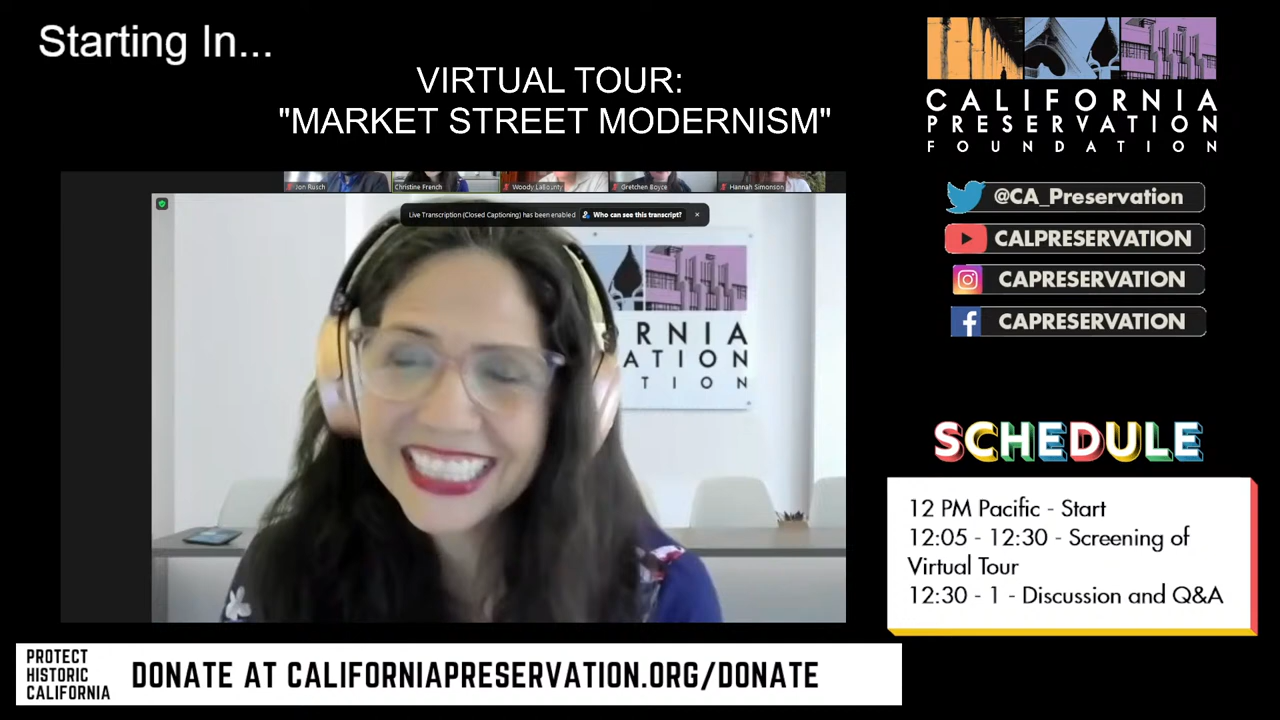 Starting In...
VIRTUAL TOUR:
"MARKET STREET MODERNISM"
CALIFORNIA
PRESERVATION
FOUNDATION
@CA_Preservation
CALPRESERVATION
CAPRESERVATION
CAPRESERVATION
Jon Rusch
Christine French
Woody LaBounty
Gretchen Boyce
Hannah Simonson
Live Transcription (Closed Captioning) has been enabled
Who can see this transcript?
RNIA
ATION
TION
SCHEDULE
12 PM Pacific - Start
12:05 - 12:30 - Screening of
Virtual Tour
12:30 - 1 - Discussion and Q&A
PROTECT
HISTORIC
CALIFORNIA
DONATE AT CALIFORNIAPRESERVATION.ORG/DONATE